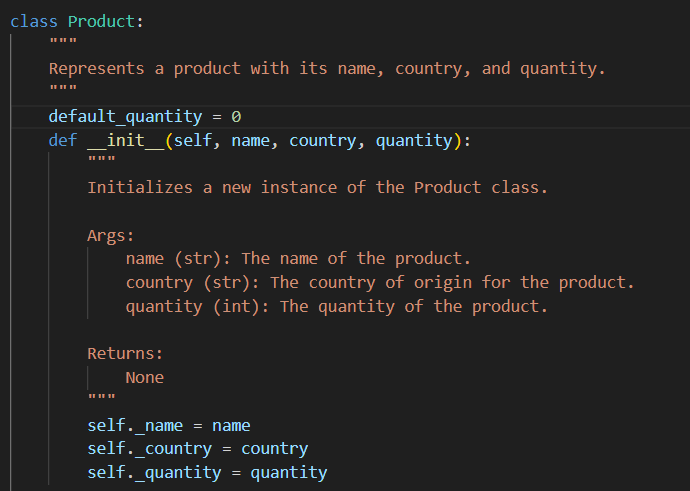 class Product:
    """
    Represents a product with its name, country, and quantity.
    """
    default_quantity = 0
    def __init__(self, name, country, quantity):
        """
        Initializes a new instance of the Product class.

        Args:
            name (str): The name of the product.
            country (str): The country of origin for the product.
            quantity (int): The quantity of the product.

        Returns:
            None
        """
        self._name = name
        self._country = country
        self._quantity = quantity